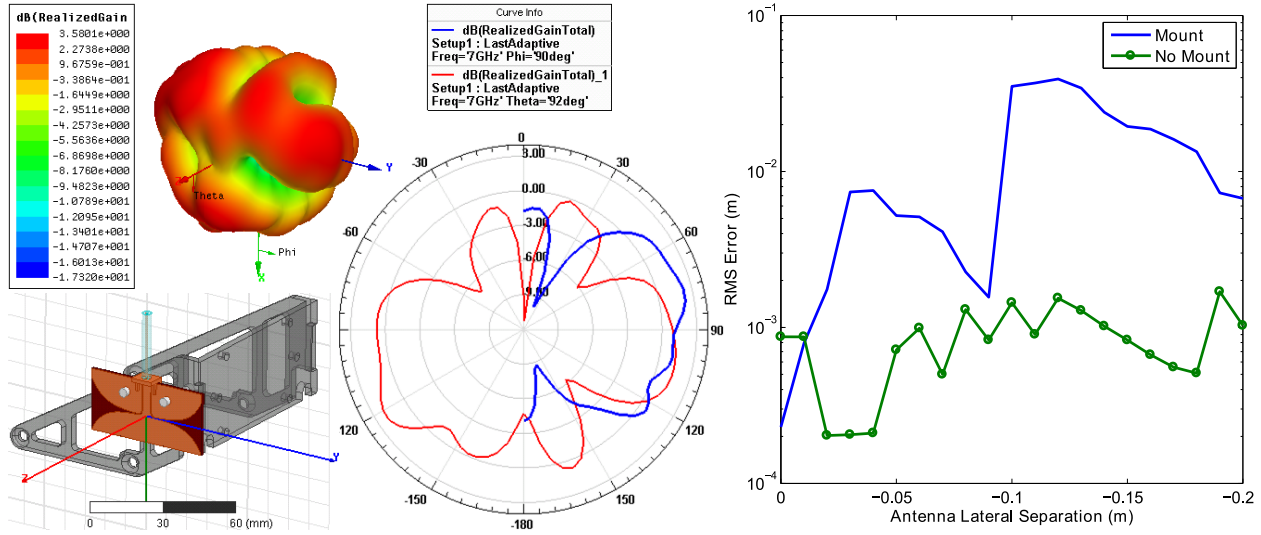 dB(RealizedGain
3.5801e+000
2.2738e+000
9.6759e-001
-3.3864e-001
-1.6449e+000
-2.9511e+000
-4.2573e+000
-5.5636e+000
-6.8698e+000
-8.1760e+000
-9.4823e+000
-1.0789e+001
-1.2095e+001
-1.3401e+001
-1.4707e+001
-1.6013e+001
-1.7320e+001
Y
Theta
Phi
X
Z
Y
0 30 60 (mm)
Curve Info
dB(RealizedGainTotal)
Setup1 : LastAdaptive
Freq='7GHz' Phi='90deg'
dB(RealizedGainTotal)_1
Setup1 : LastAdaptive
Freq='7GHz' Theta='92deg'
0
-30
30
3.00
0.00
-60
-3.00
60
-6.00
90
120
120
-150
150
-180
Mount
No Mount
10⁻¹
10⁻²
10⁻³
10⁻⁴
RMS Error (m)
0 −0.05 −0.1 −0.15 −0.2
Antenna Lateral Separation (m)